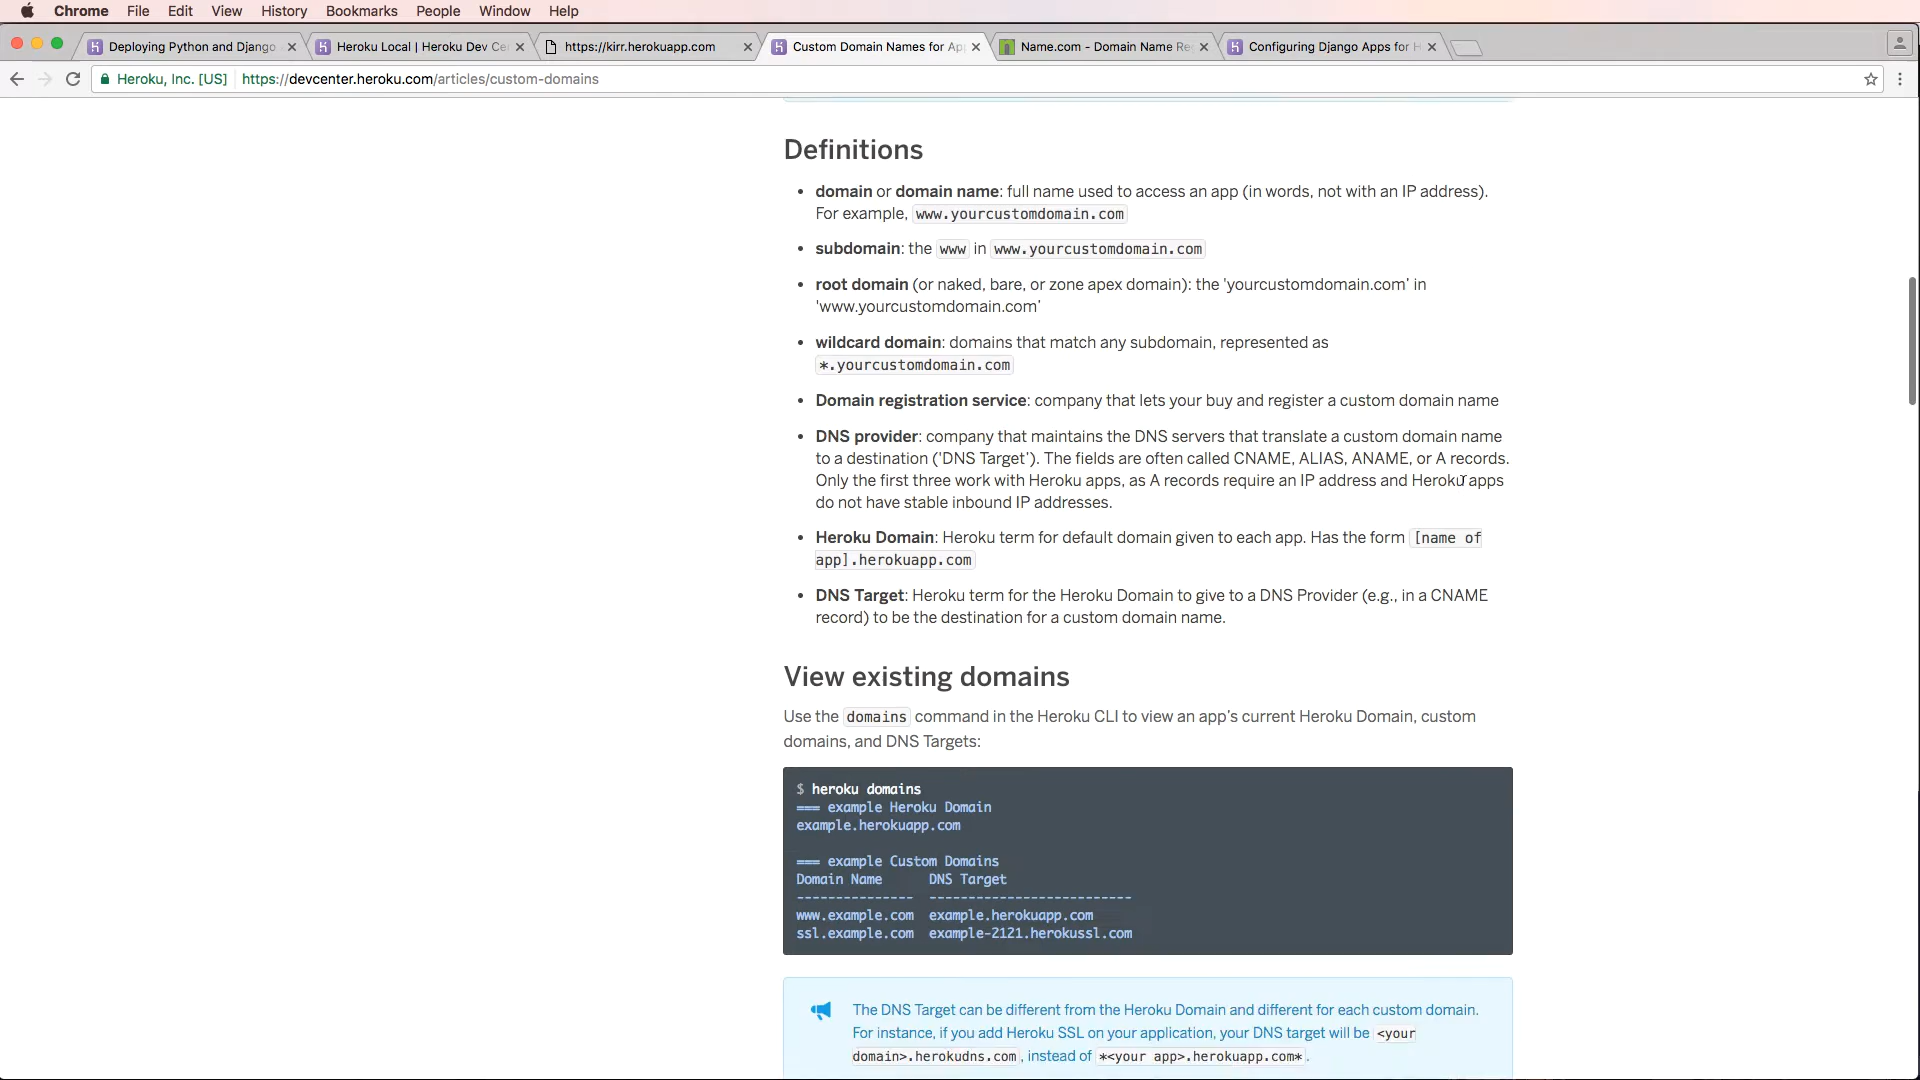 Chrome File Edit View History Bookmarks People Window Help
Deploying Python and Django Heroku Local | Heroku Dev Ce https://kirr.herokuapp.com Custom Domain Names for Ap Name.com - Domain Name Re Configuring Django Apps for H
Heroku, Inc. [US] https://devcenter.heroku.com/articles/custom-domains
Definitions
• domain or domain name: full name used to access an app (in words, not with an IP address).
For example, www.yourcustomdomain.com
• subdomain: the www in www.yourcustomdomain.com
• root domain (or naked, bare, or zone apex domain): the 'yourcustomdomain.com' in
'www.yourcustomdomain.com'
• wildcard domain: domains that match any subdomain, represented as
*.yourcustomdomain.com
• Domain registration service: company that lets your buy and register a custom domain name
• DNS provider: company that maintains the DNS servers that translate a custom domain name
to a destination ('DNS Target'). The fields are often called CNAME, ALIAS, ANAME, or A records.
Only the first three work with Heroku apps, as A records require an IP address and Heroku apps
do not have stable inbound IP addresses.
• Heroku Domain: Heroku term for default domain given to each app. Has the form [name of
app].herokuapp.com
• DNS Target: Heroku term for the Heroku Domain to give to a DNS Provider (e.g., in a CNAME
record) to be the destination for a custom domain name.
View existing domains
Use the domains command in the Heroku CLI to view an app's current Heroku Domain, custom
domains, and DNS Targets:
$ heroku domains
=== example Heroku Domain
example.herokuapp.com
=== example Custom Domains
Domain Name DNS Target
--------------- --------------------------
www.example.com example.herokuapp.com
ssl.example.com example-2121.herokussl.com
The DNS Target can be different from the Heroku Domain and different for each custom domain.
For instance, if you add Heroku SSL on your application, your DNS target will be <your
domain>.herokudns.com, instead of *<your app>.herokuapp.com*.